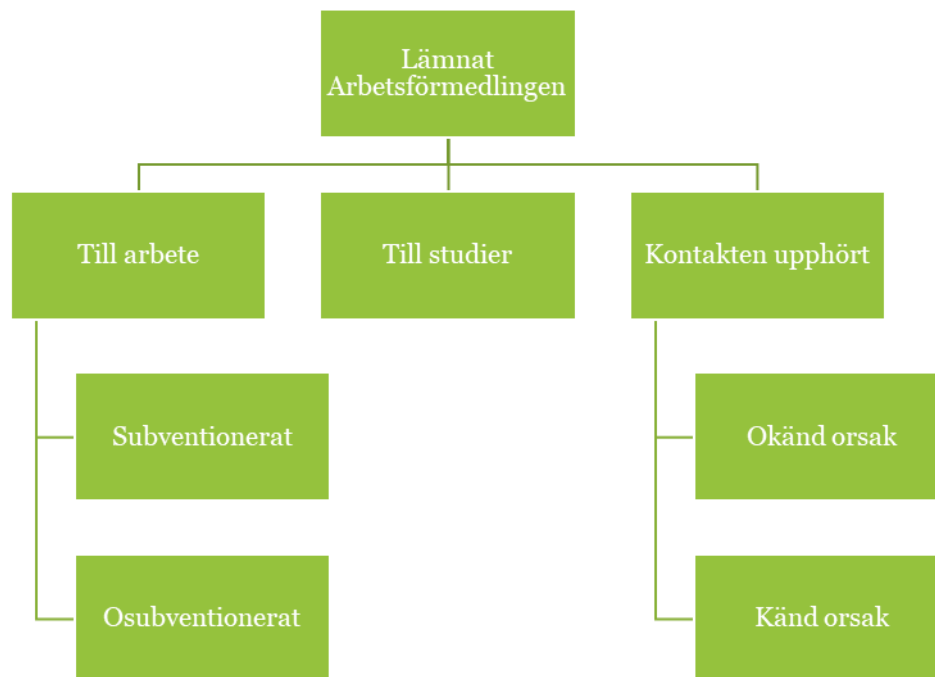 Lämnat
Arbetsförmedlingen
Till arbete
Till studier
Kontakten upphört
Subventionerat
Okänd orsak
Osubventionerat
Känd orsak